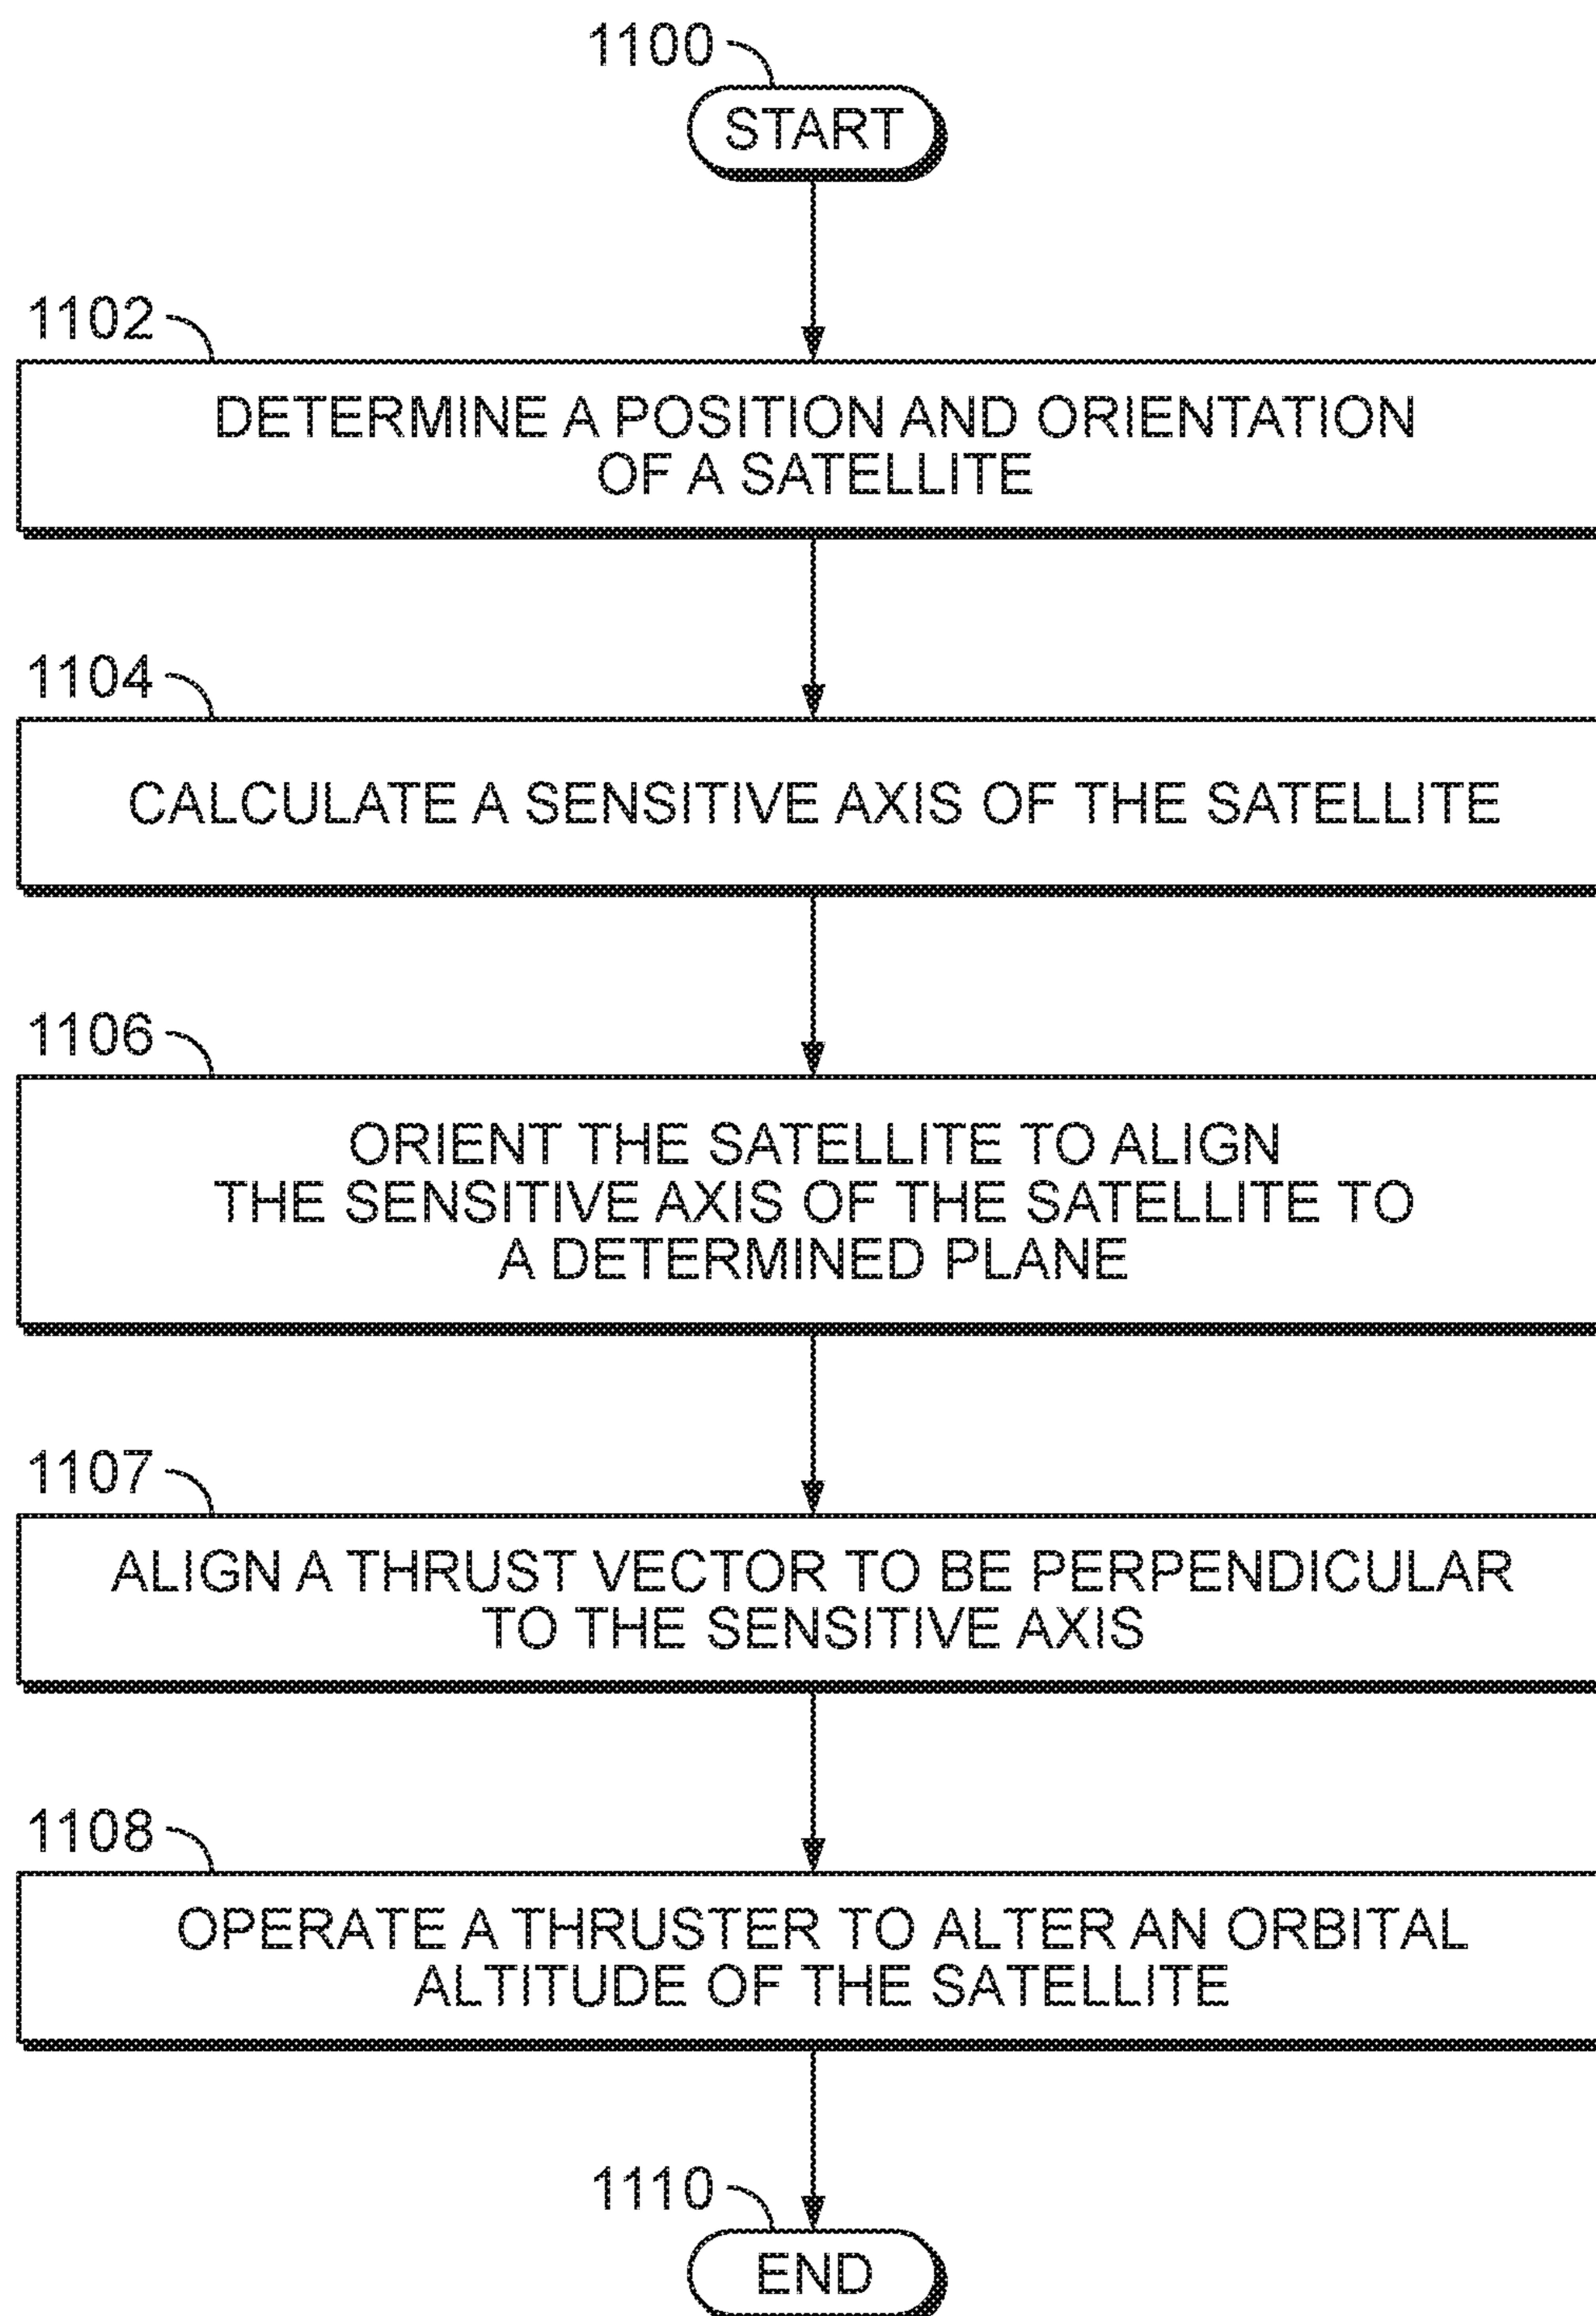 1100
START
1102
DETERMINE A POSITION AND ORIENTATION
OF A SATELLITE
1104
CALCULATE A SENSITIVE AXIS OF THE SATELLITE
1106
ORIENT THE SATELLITE TO ALIGN
THE SENSITIVE AXIS OF THE SATELLITE TO
A DETERMINED PLANE
1107
ALIGN A THRUST VECTOR TO BE PERPENDICULAR
TO THE SENSITIVE AXIS
1108
OPERATE A THRUSTER TO ALTER AN ORBITAL
ALTITUDE OF THE SATELLITE
1110
END